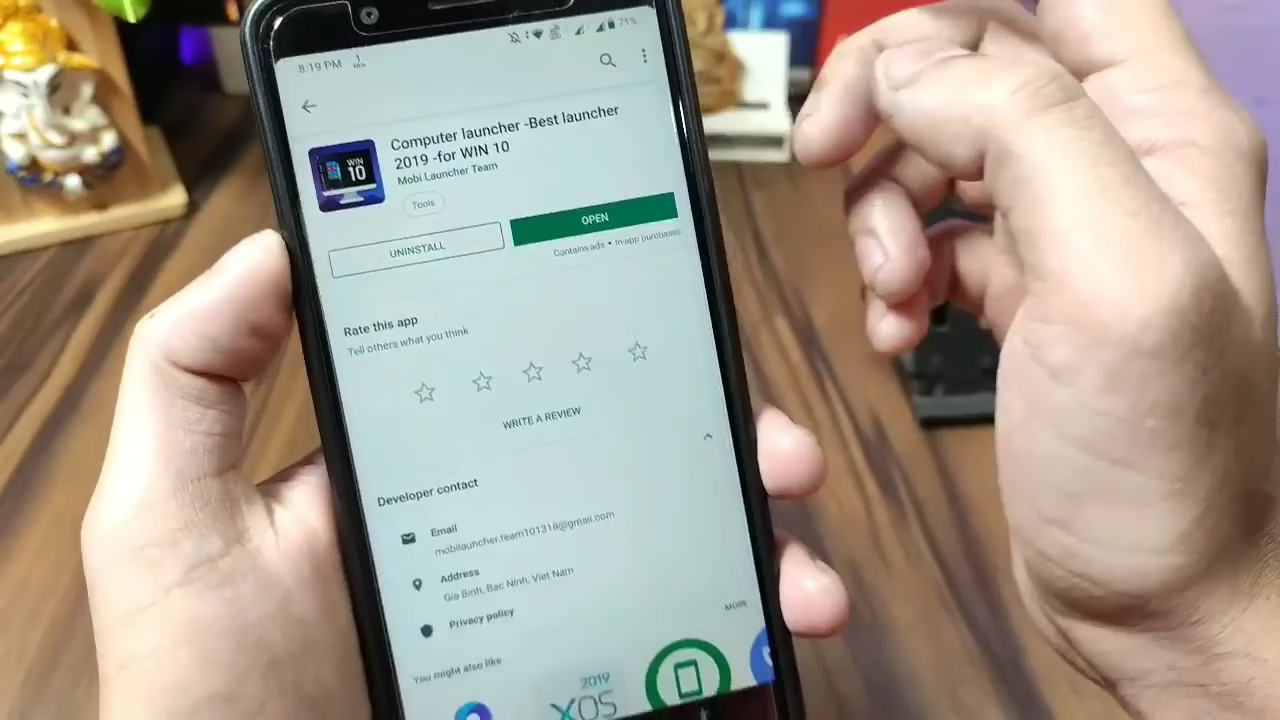 8:19 PM
71%
Computer launcher -Best launcher
2019 -for WIN 10
Mobi Launcher Team
WIN
10
Tools
UNINSTALL
OPEN
Contains ads • In-app purchases
Rate this app
Tell others what you think
WRITE A REVIEW
Developer contact
Email
mobilauncher.team101318@gmail.com
Address
Gia Binh, Bac Ninh, Viet Nam
Privacy policy
MORE
You might also like
2019
XOS